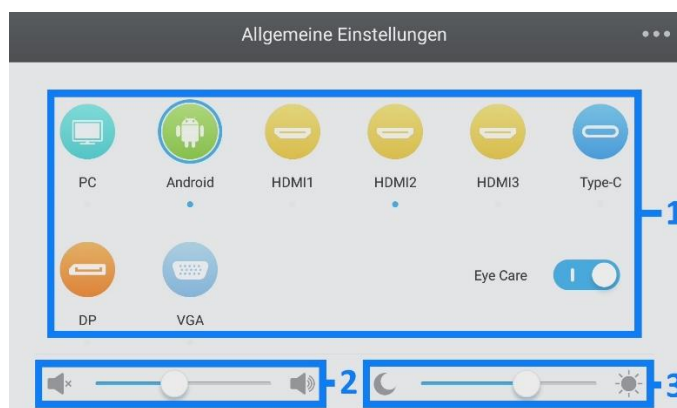 Allgemeine Einstellungen
PC Android HDMI1 HDMI2 HDMI3 Type-C
1
Eye Care
DP VGA
2 3